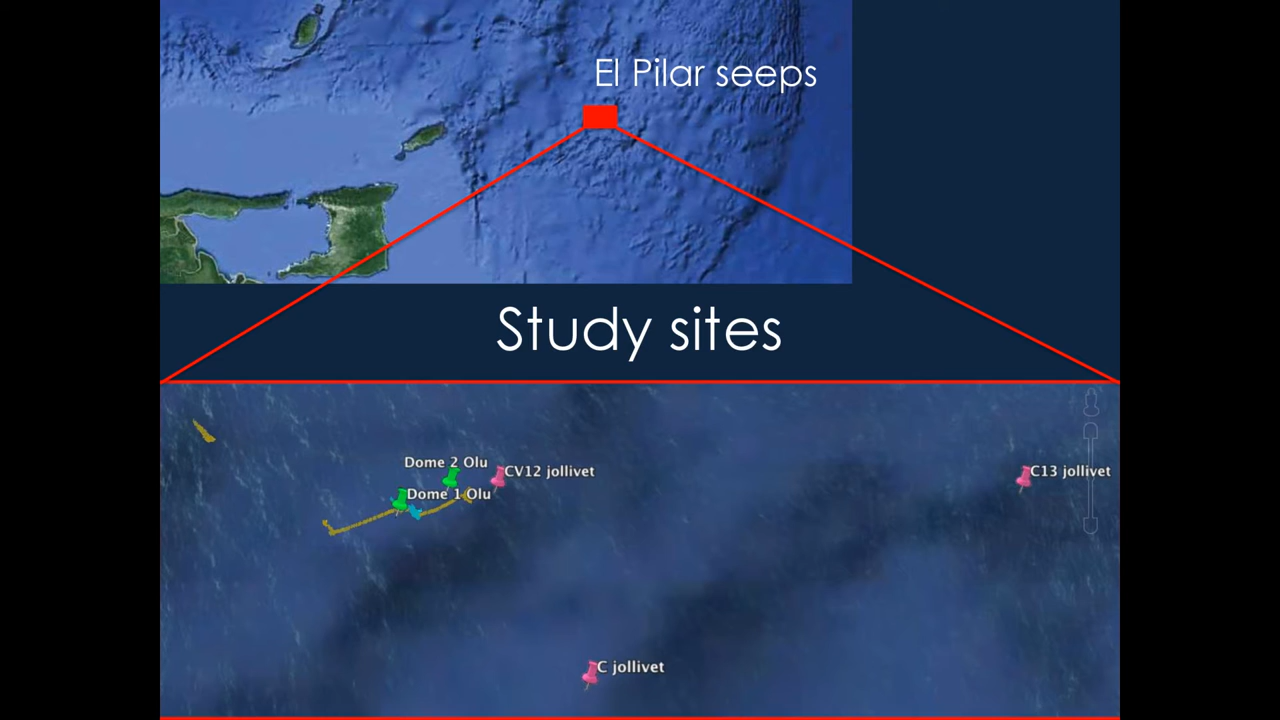 El Pilar seeps
Study sites
Dome 2 Olu
CV12 jollivet
C13 jollivet
Dome 1 Olu
C jollivet